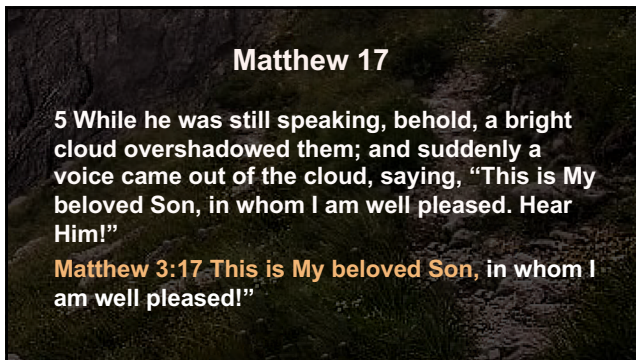 Matthew 17
5 While he was still speaking, behold, a bright
cloud overshadowed them; and suddenly a
voice came out of the cloud, saying, “This is My
beloved Son, in whom I am well pleased. Hear
Him!”
Matthew 3:17 This is My beloved Son, in whom I
am well pleased!”